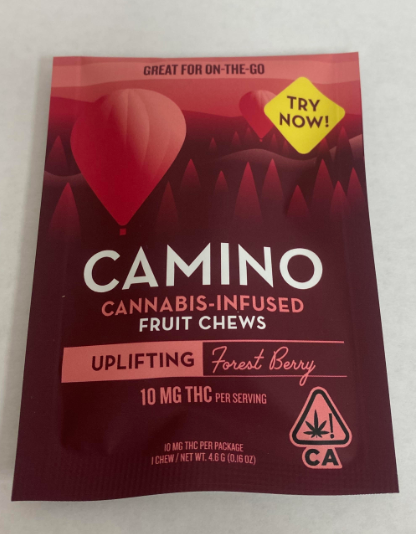 GREAT FOR ON-THE-GO
TRY
NOW!
CAMINO
CANNABIS-INFUSED
FRUIT CHEWS
UPLIFTING Forest Berry
10 MG THC PER SERVING
10 MG THC PER PACKAGE
1 CHEW / NET WT. 4.6 G (0.16 OZ)
!
CA